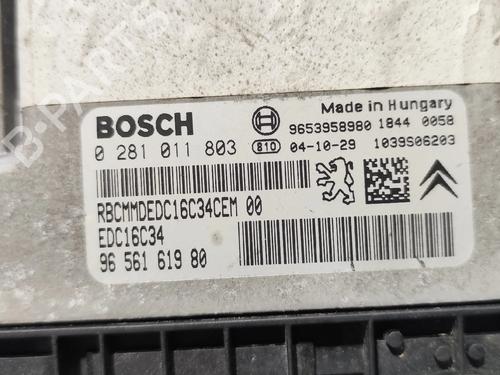 B-PARTS
Made in Hungary
BOSCH
9653958980 1844 0058
0 281 011 803 810 04-10-29 1039S06203
RBCMMDEDC16C34CEM 00
EDC16C34
96 561 619 80